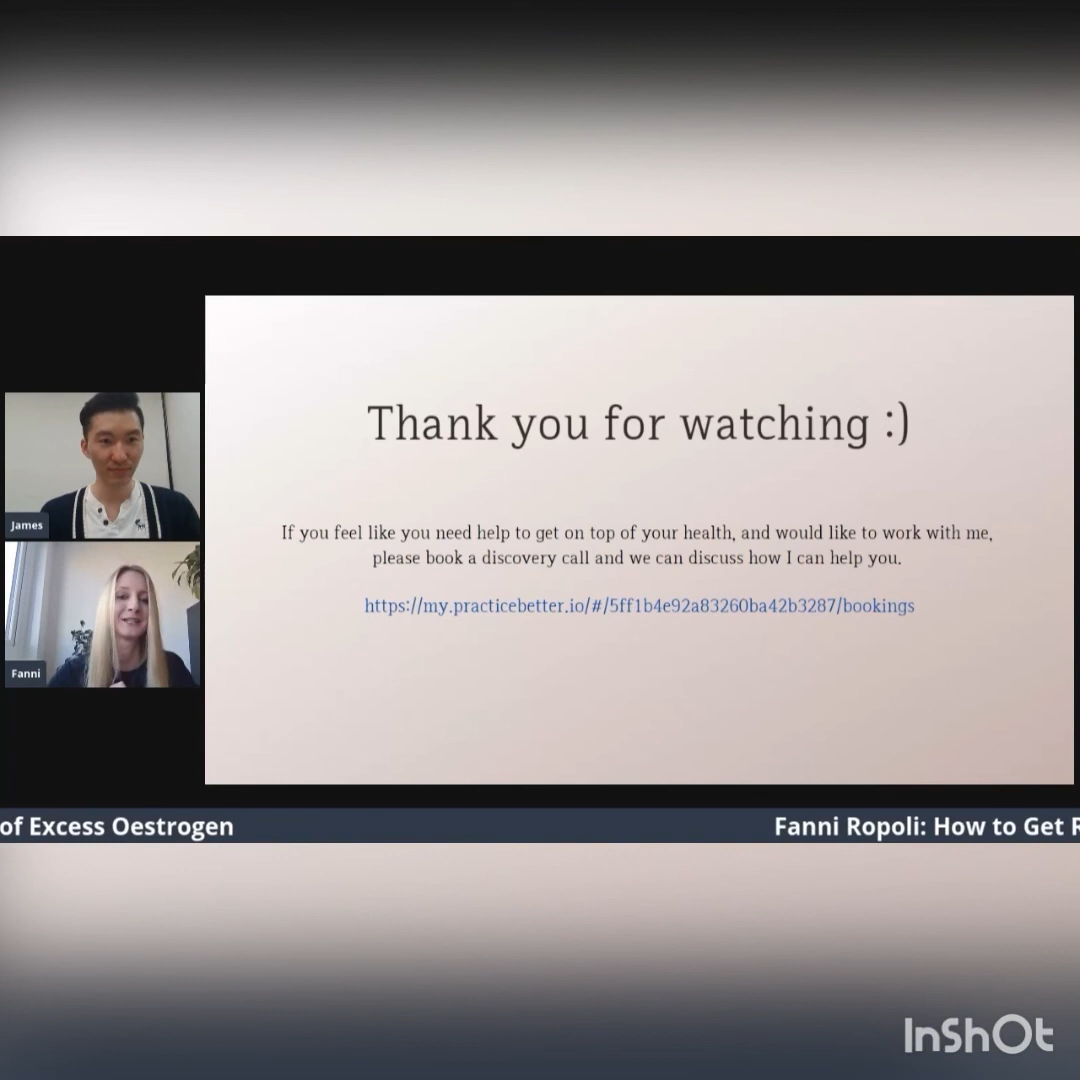 Thank you for watching :)
If you feel like you need help to get on top of your health, and would like to work with me,
please book a discovery call and we can discuss how I can help you.
https://my.practicebetter.io/#/5ff1b4e92a83260ba42b3287/bookings
James
Fanni
of Excess Oestrogen
Fanni Ropoli: How to Get R
InShOt